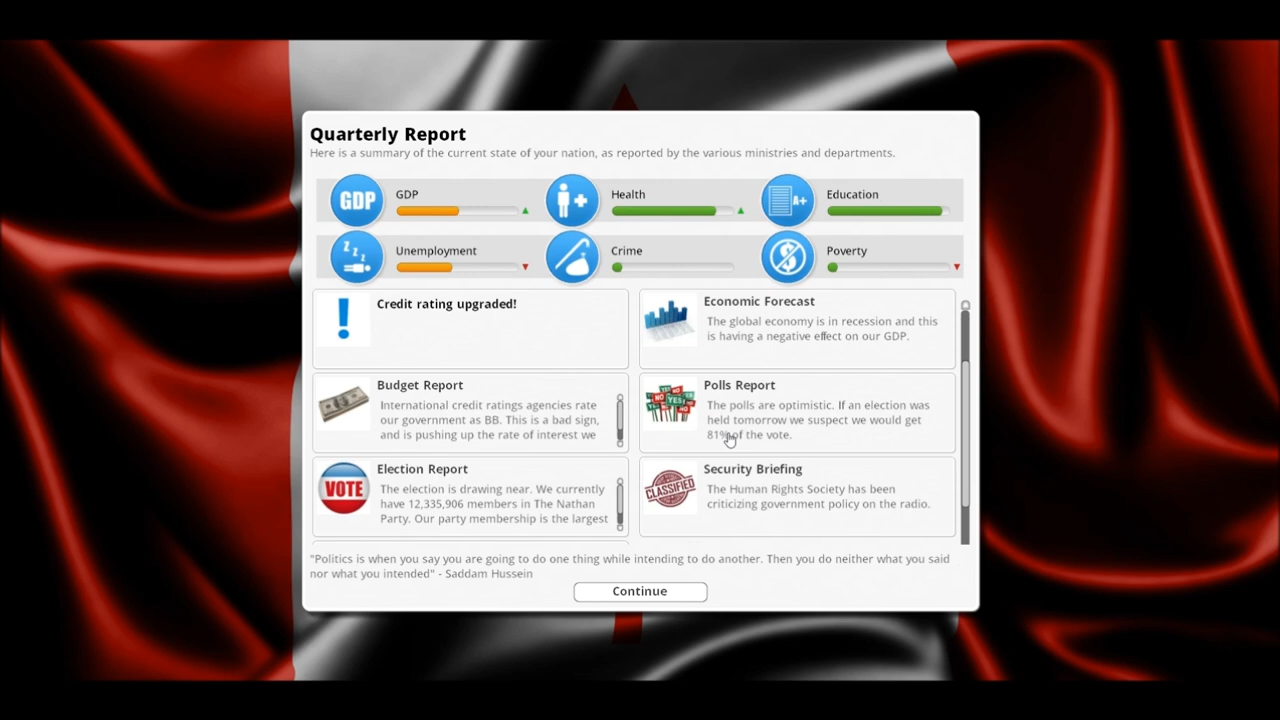 Quarterly Report
Here is a summary of the current state of your nation, as reported by the various ministries and departments.
GDP
GDP
Health
A+
Education
z z z
Unemployment
Crime
$
Poverty
!
Credit rating upgraded!
Economic Forecast
The global economy is in recession and this
is having a negative effect on our GDP.
Budget Report
International credit ratings agencies rate
our government as BB. This is a bad sign,
and is pushing up the rate of interest we
YES
NO
NO
YES
NO
Polls Report
The polls are optimistic. If an election was
held tomorrow we suspect we would get
81% of the vote.
VOTE
Election Report
The election is drawing near. We currently
have 12,335,906 members in The Nathan
Party. Our party membership is the largest
CLASSIFIED
Security Briefing
The Human Rights Society has been
criticizing government policy on the radio.
"Politics is when you say you are going to do one thing while intending to do another. Then you do neither what you said
nor what you intended" - Saddam Hussein
Continue